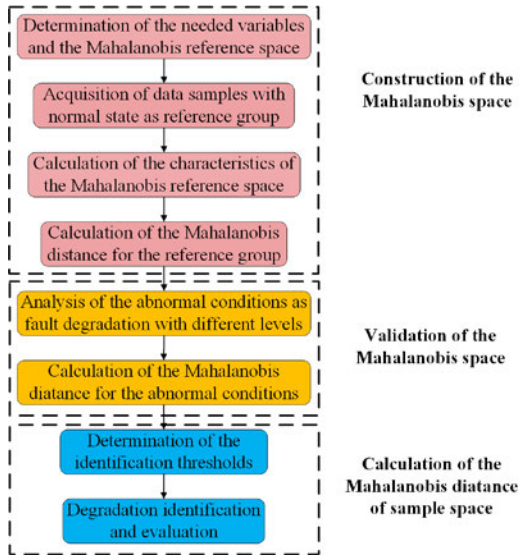 Determination of the needed variables
and the Mahalanobis reference space
Acquisition of data samples with
normal state as reference group
Calculation of the characteristics of
the Mahalanobis reference space
Calculation of the Mahalanobis
distance for the reference group
Construction of the
Mahalanobis space
Analysis of the abnormal conditions as
fault degradation with different levels
Calculation of the Mahalanobis
diatance for the abnormal conditions
Validation of the
Mahalanobis space
Determination of the
identification thresholds
Degradation identification
and evaluation
Calculation of the
Mahalanobis diatance
of sample space